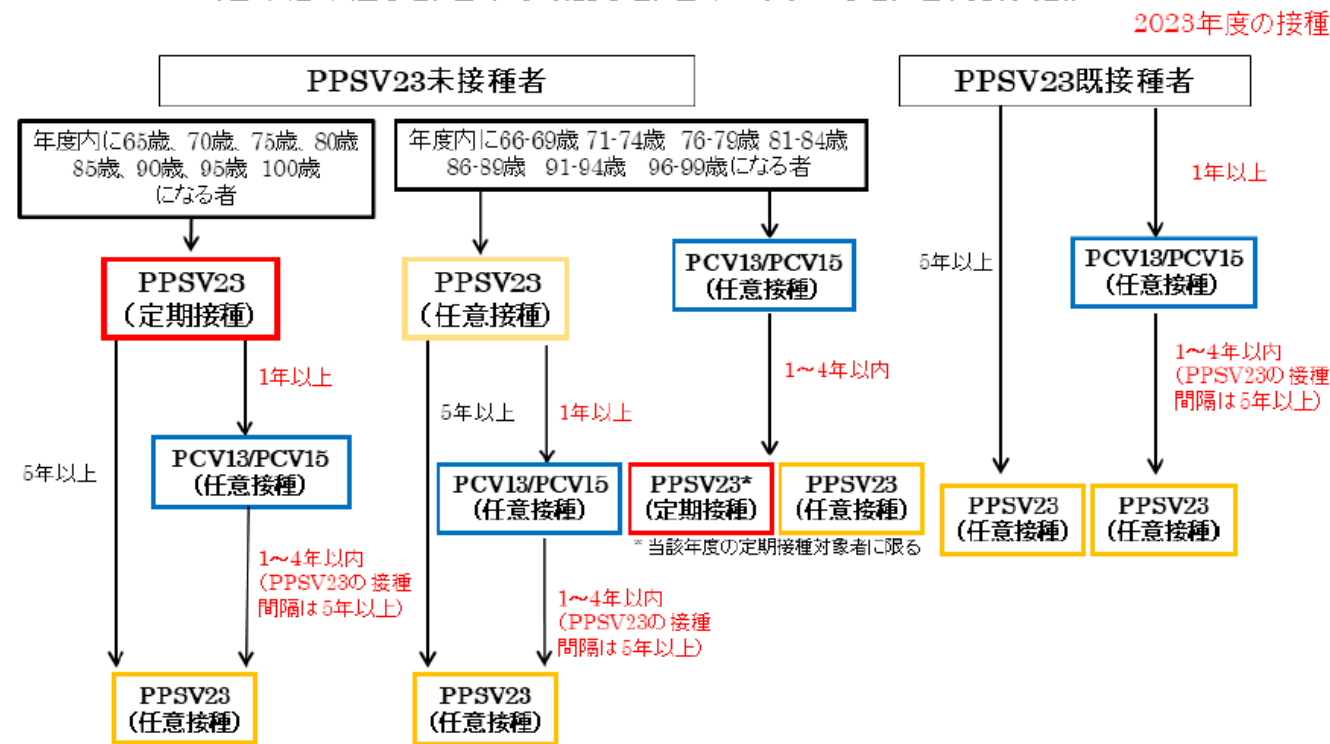 2023年度の接種
PPSV23未接種者
PPSV23既接種者
年度内に65歳、70歳、75歳、80歳
85歳、90歳、95歳 100歳
になる者
年度内に66-69歳 71-74歳 76-79歳 81-84歳
86-89歳 91-94歳 96-99歳になる者
1年以上
PPSV23
(定期接種)
PPSV23
(任意接種)
PCV13/PCV15
(任意接種)
5年以上
PCV13/PCV15
(任意接種)
1年以上
5年以上
1年以上
1～4年以内
1～4年以内
(PPSV23の接種
間隔は5年以上)
5年以上
PCV13/PCV15
(任意接種)
PCV13/PCV15
(任意接種)
PPSV23*
(定期接種)
PPSV23
(任意接種)
*当該年度の定期接種対象者に限る
PPSV23
(任意接種)
PPSV23
(任意接種)
1～4年以内
(PPSV23の接種
間隔は5年以上)
1～4年以内
(PPSV23の接種
間隔は5年以上)
PPSV23
(任意接種)
PPSV23
(任意接種)